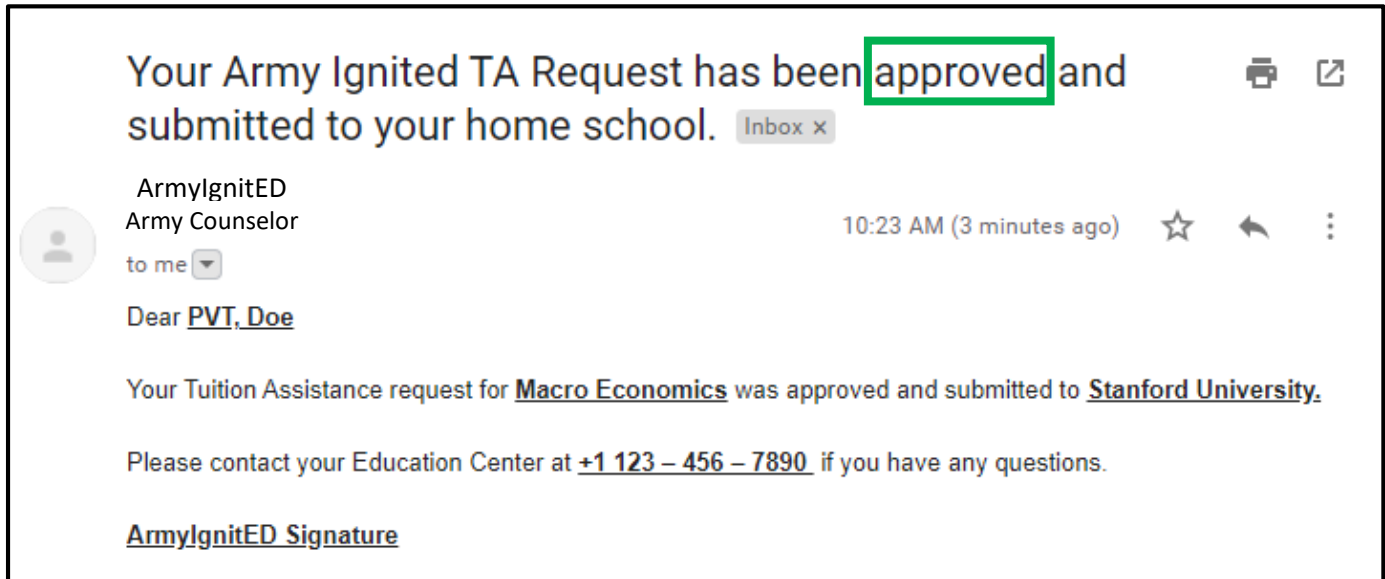 Your Army Ignited TA Request has been approved and
submitted to your home school. Inbox x
ArmyIgnitED
Army Counselor
10:23 AM (3 minutes ago)
to me
Dear PVT, Doe
Your Tuition Assistance request for Macro Economics was approved and submitted to Stanford University.
Please contact your Education Center at +1 123 – 456 – 7890 if you have any questions.
ArmyIgnitED Signature